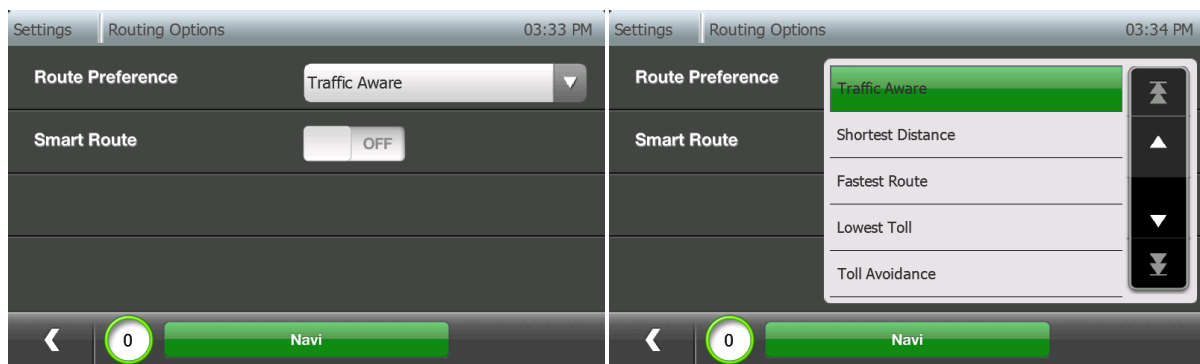 Settings Routing Options 03:33 PM
Route Preference Traffic Aware
Smart Route OFF
0 Navi
Settings Routing Options 03:34 PM
Route Preference Traffic Aware
Shortest Distance
Smart Route
Fastest Route
Lowest Toll
Toll Avoidance
0 Navi